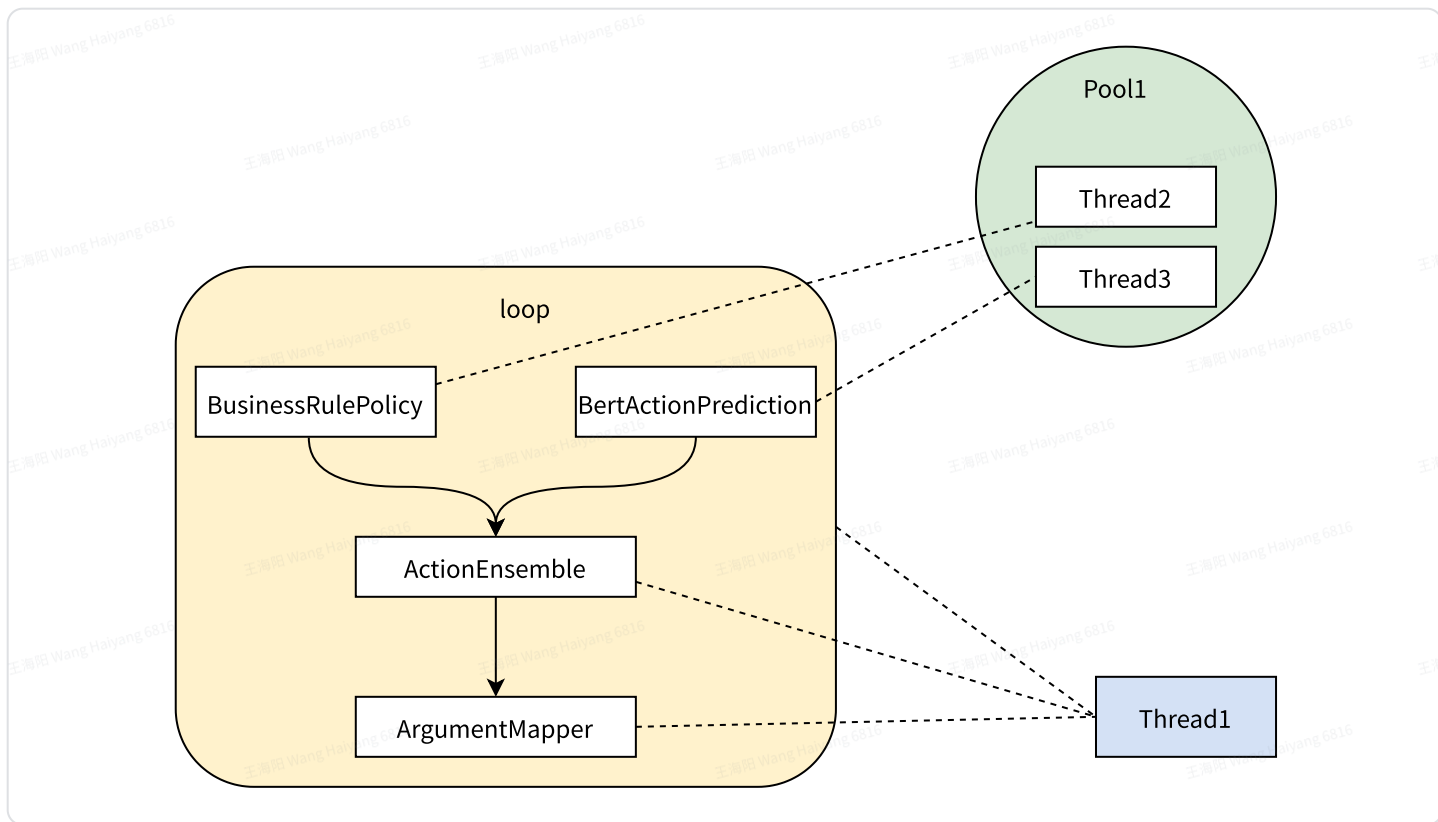 Pool1
Thread2
Thread3
loop
BusinessRulePolicy
BertActionPrediction
ActionEnsemble
ArgumentMapper
Thread1
王海阳 Wang Haiyang 6816